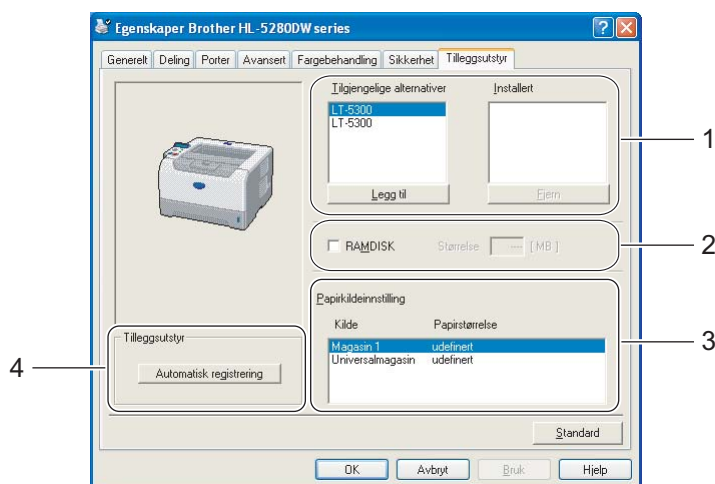 Egenskaper Brother HL-5280DW series
Generelt Deling Porter Avansert Fargebehandling Sikkerhet Tilleggsutstyr
Tilgjengelige alternativer Installert
LT-5300
LT-5300
1
Legg til Fjern
RAMDISK Størrelse --- [ MB ]
2
Papirkildeinnstilling
Kilde Papirstørrelse
Magasin 1 udefinert
3
Universalmagasin udefinert
Tilleggsutstyr
4
Automatisk registrering
Standard
OK Avbryt Bruk Hjelp